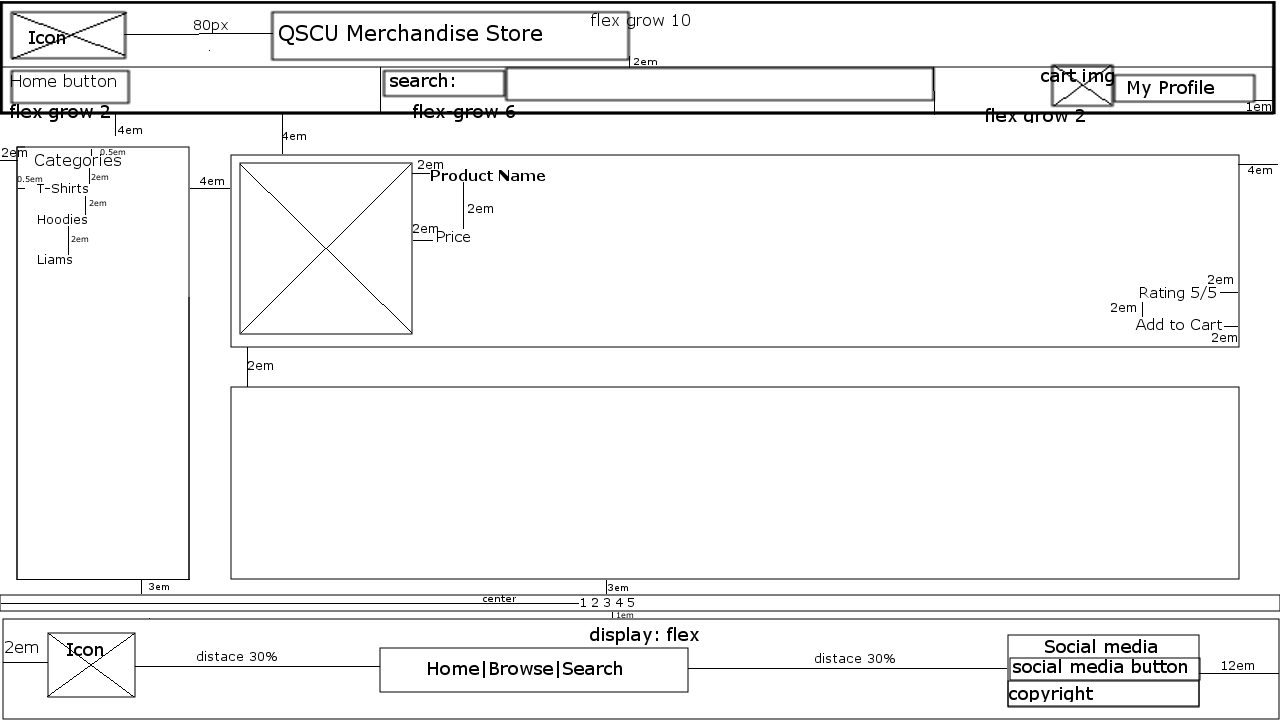 Icon
80px
QSCU Merchandise Store
flex grow 10
2em
Home button
search:
cart img
My Profile
1em
flex grow 2
flex grow 6
flex grow 2
4em
4em
2em
Categories
0.5em
0.5em
2em
T-Shirts
2em
Hoodies
2em
Liams
4em
4em
2em
Product Name
2em
2em
Price
2em
Rating 5/5
2em
Add to Cart
2em
2em
3em
3em
center
1 2 3 4 5
1em
display: flex
2em
Icon
distace 30%
Home|Browse|Search
distace 30%
Social media
social media button
copyright
12em